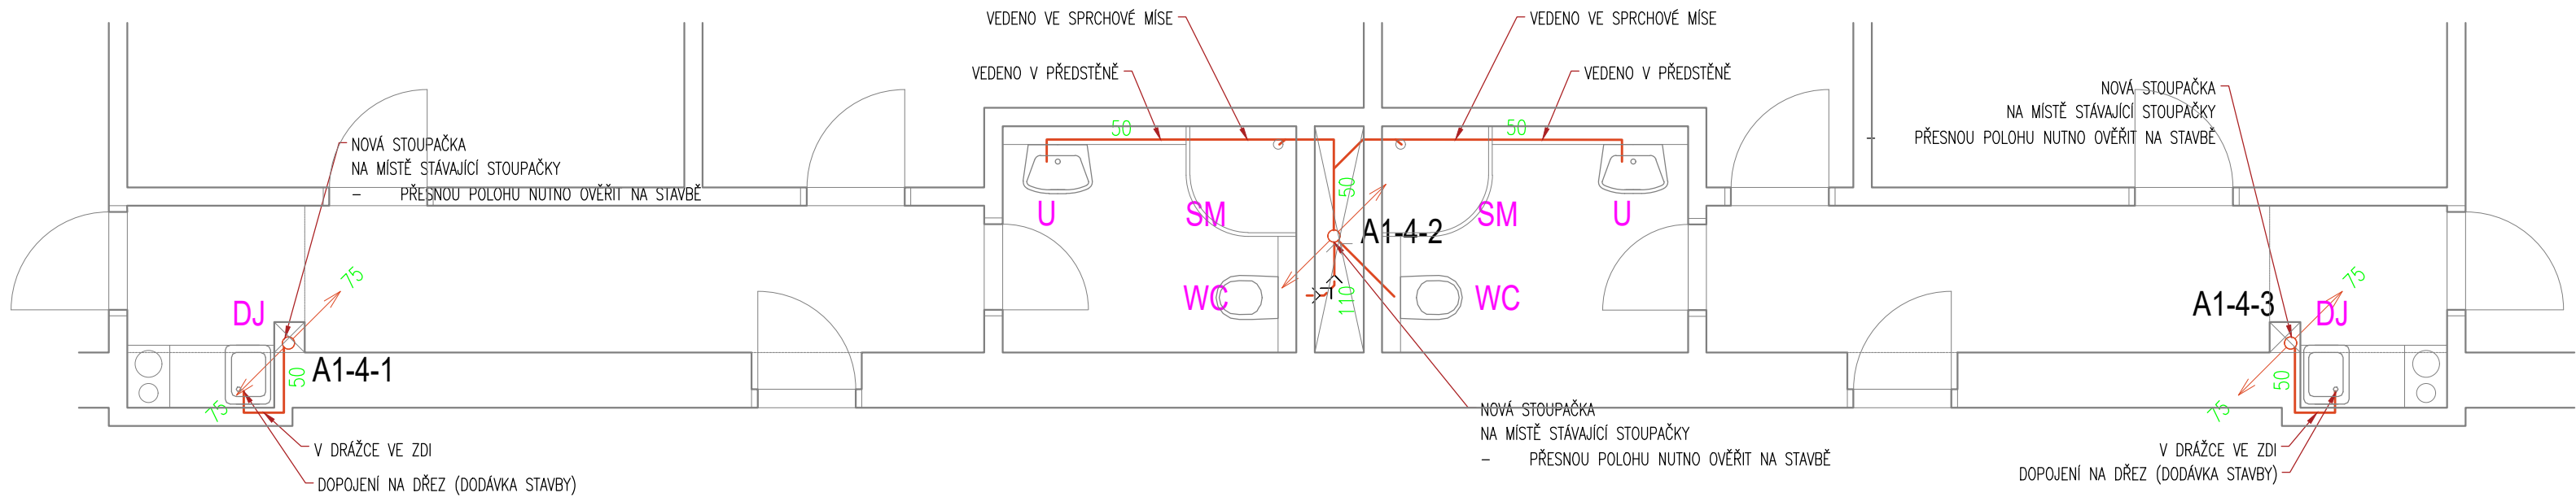 VEDENO VE SPRCHOVÉ MÍSE
VEDENO VE SPRCHOVÉ MÍSE
VEDENO V PŘEDSTĚNĚ
VEDENO V PŘEDSTĚNĚ
NOVÁ STOUPAČKA
NA MÍSTĚ STÁVAJÍCÍ STOUPAČKY
- PŘESNOU POLOHU NUTNO OVĚŘIT NA STAVBĚ
NOVÁ STOUPAČKA
NA MÍSTĚ STÁVAJÍCÍ STOUPAČKY
- PŘESNOU POLOHU NUTNO OVĚŘIT NA STAVBĚ
50
50
50
U
SM
A1-4-2
SM
U
WC
110
WC
75
DJ
A1-4-1
50
75
75
A1-4-3
DJ
50
75
NOVÁ STOUPAČKA
NA MÍSTĚ STÁVAJÍCÍ STOUPAČKY
- PŘESNOU POLOHU NUTNO OVĚŘIT NA STAVBĚ
V DRÁŽCE VE ZDI
DOPOJENÍ NA DŘEZ (DODÁVKA STAVBY)
V DRÁŽCE VE ZDI
DOPOJENÍ NA DŘEZ (DODÁVKA STAVBY)